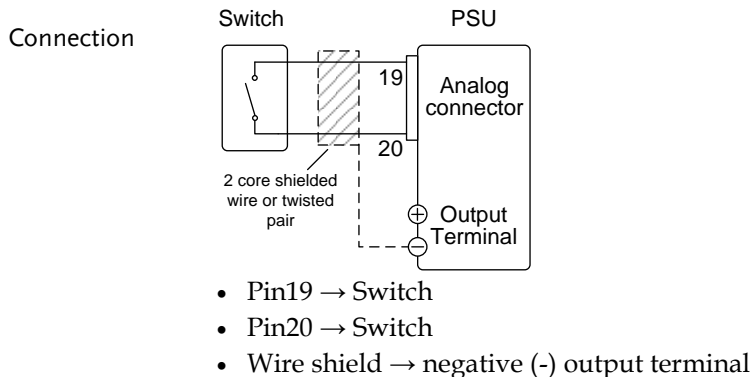 Connection
Switch
PSU
19
20
Analog
connector
2 core shielded
wire or twisted
pair
+ Output
- Terminal
• Pin19 → Switch
• Pin20 → Switch
• Wire shield → negative (-) output terminal